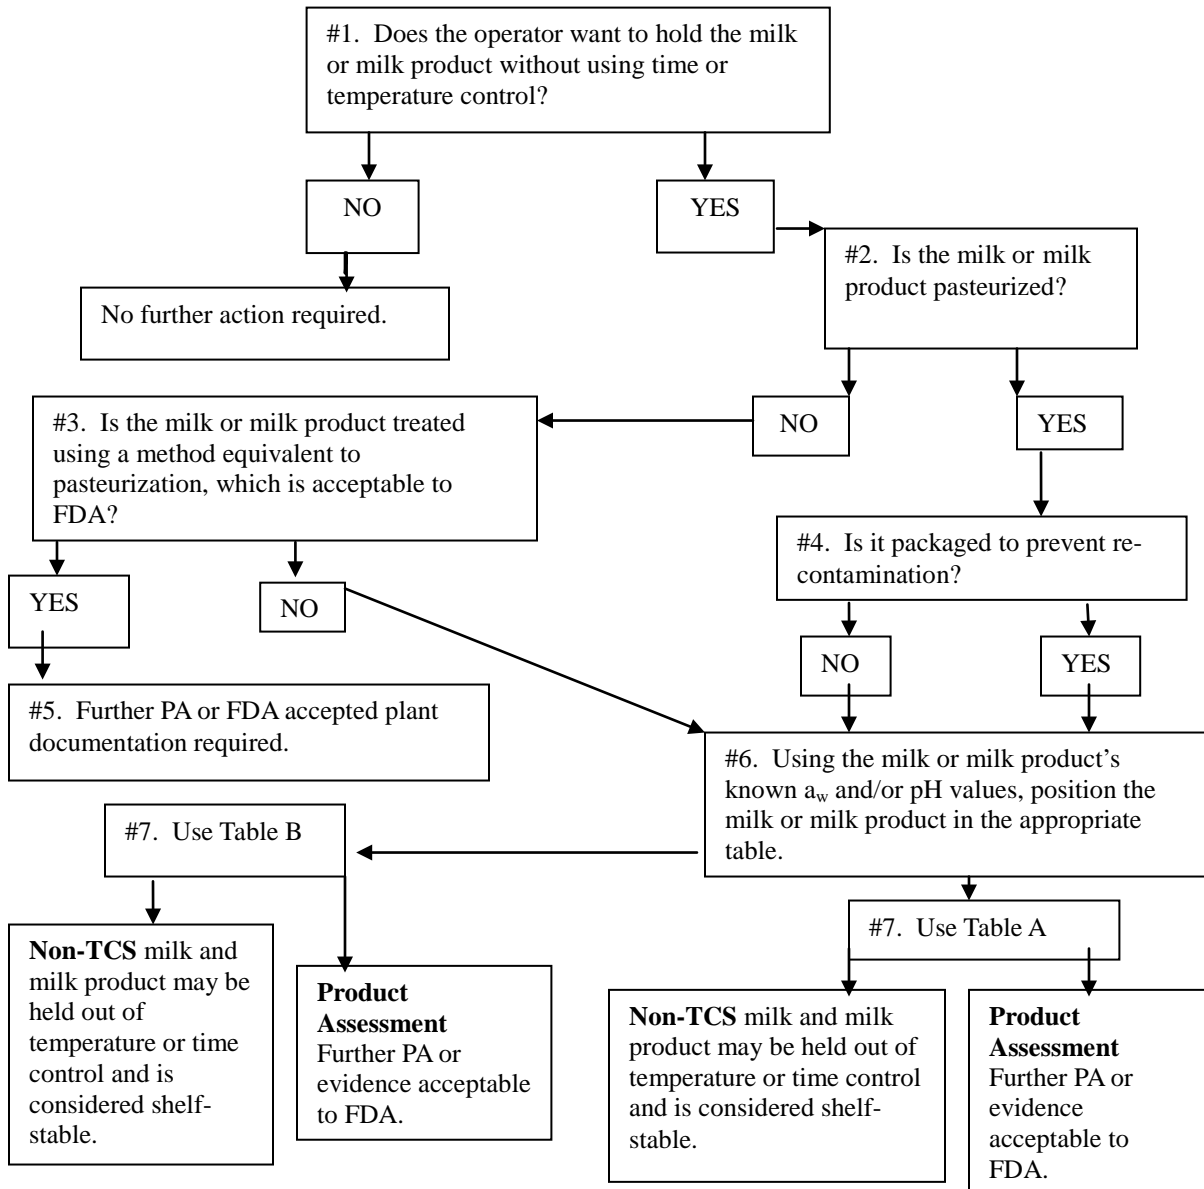 #1.  Does the operator want to hold the milk
or milk product without using time or
temperature control?
NO
YES
#2.  Is the milk or milk
product pasteurized?
No further action required.
#3.  Is the milk or milk product treated
using a method equivalent to
pasteurization, which is acceptable to
FDA?
NO
YES
#4.  Is it packaged to prevent re-
contamination?
YES
NO
NO
YES
#5.  Further PA or FDA accepted plant
documentation required.
#6.  Using the milk or milk product’s
known aw and/or pH values, position the
milk or milk product in the appropriate
table.
#7.  Use Table B
#7.  Use Table A
Non-TCS milk and
milk product may be
held out of
temperature or time
control and is
considered shelf-
stable.
Product
Assessment
Further PA or
evidence acceptable
to FDA.
Non-TCS milk and milk
product may be held out of
temperature or time control
and is considered shelf-
stable.
Product
Assessment
Further PA or
evidence
acceptable to
FDA.